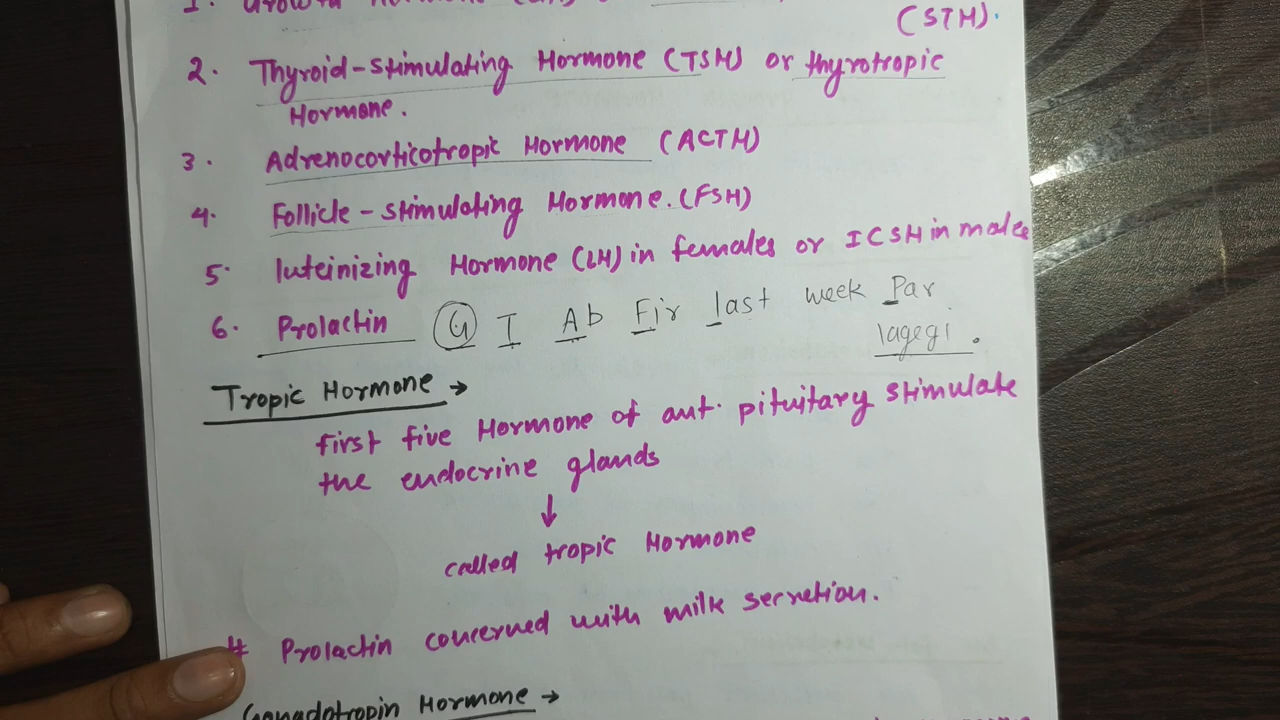 1. Growth Hormone
(STH).
2. Thyroid-stimulating Hormone (TSH) or thyrotropic
Hormone.
3. Adrenocorticotropic Hormone (ACTH)
4. Follicle-stimulating Hormone. (FSH)
5. luteinizing Hormone (LH) in females or ICSH in males
6. Prolactin G I Ab Fir last week Par
lagegi.
Tropic Hormone →
first five Hormone of ant. pituitary stimulate
the endocrine glands
↓
called tropic Hormone
# Prolactin concerned with milk secretion.
Gonadotropin Hormone →